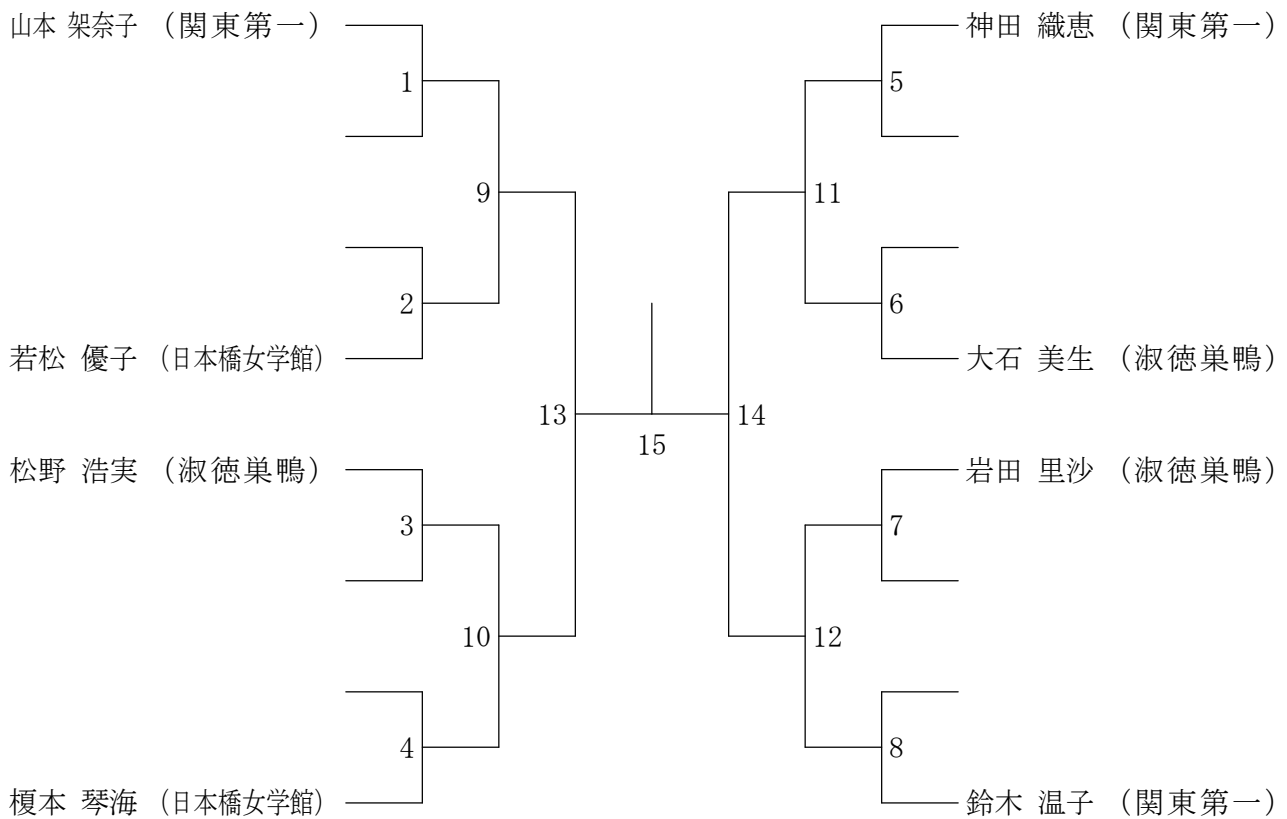 山本 架奈子 (関東第一) 神田 織恵 (関東第一)
1 5
9 11
2 6
若松 優子 (日本橋女学館) 大石 美生 (淑徳巣鴨)
13 14
15
松野 浩実 (淑徳巣鴨) 岩田 里沙 (淑徳巣鴨)
3 7
10 12
4 8
榎本 琴海 (日本橋女学館) 鈴木 温子 (関東第一)